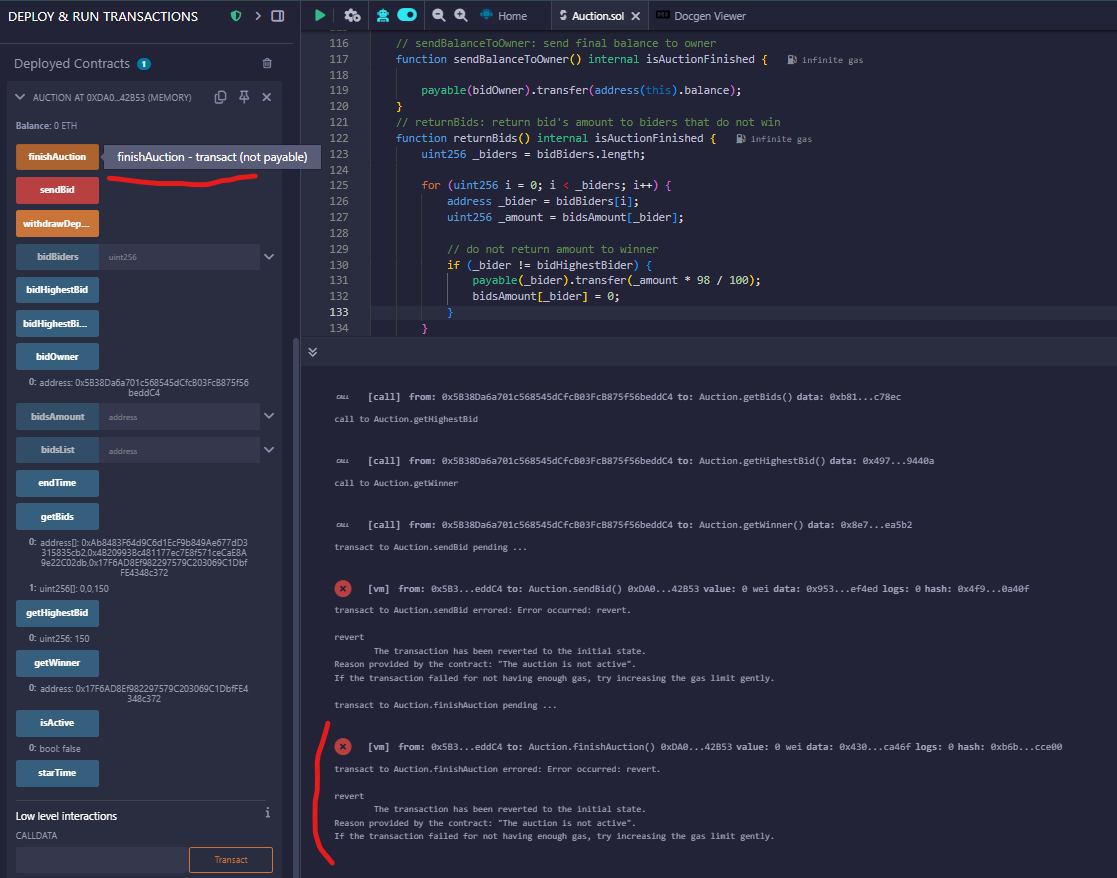 DEPLOY & RUN TRANSACTIONS
Deployed Contracts 1
AUCTION AT 0XDA0...42B53 (MEMORY)
Balance: 0 ETH
finishAuction
finishAuction - transact (not payable)
sendBid
withdrawDep...
bidBiders uint256
bidHighestBid
bidHighestBi...
bidOwner
0: address: 0x5B38Da6a701c568545dCfcB03FcB875f56
beddC4
bidsAmount address
bidsList address
endTime
getBids
0: address[]: 0xAb8483F64d9C6d1EcF9b849Ae677dD3
315835cb2,0x4B20993Bc481177ec7E8f571ceCaE8A
9e22C02db,0x17F6AD8Ef982297579C203069C1Dbf
FE4348c372
1: uint256[]: 0,0,150
getHighestBid
0: uint256: 150
getWinner
0: address: 0x17F6AD8Ef982297579C203069C1DbfFE4
348c372
isActive
0: bool: false
starTime
Low level interactions
i
CALLDATA
Transact
Home
Auction.sol
Docgen Viewer
116 // sendBalanceToOwner: send final balance to owner
117 function sendBalanceToOwner() internal isAuctionFinished { infinite gas
118
119 payable(bidOwner).transfer(address(this).balance);
120 }
121 // returnBids: return bid's amount to biders that do not win
122 function returnBids() internal isAuctionFinished { infinite gas
123 uint256 _biders = bidBiders.length;
124
125 for (uint256 i = 0; i < _biders; i++) {
126 address _bider = bidBiders[i];
127 uint256 _amount = bidsAmount[_bider];
128
129 // do not return amount to winner
130 if (_bider != bidHighestBider) {
131 payable(_bider).transfer(_amount * 98 / 100);
132 bidsAmount[_bider] = 0;
133 }
134 }
CALL [call] from: 0x5B38Da6a701c568545dCfcB03FcB875f56beddC4 to: Auction.getBids() data: 0xb81...c78ec
call to Auction.getHighestBid
CALL [call] from: 0x5B38Da6a701c568545dCfcB03FcB875f56beddC4 to: Auction.getHighestBid() data: 0x497...9440a
call to Auction.getWinner
CALL [call] from: 0x5B38Da6a701c568545dCfcB03FcB875f56beddC4 to: Auction.getWinner() data: 0x8e7...ea5b2
transact to Auction.sendBid pending ...
[vm] from: 0x5B3...eddC4 to: Auction.sendBid() 0xDA0...42B53 value: 0 wei data: 0x953...ef4ed logs: 0 hash: 0x4f9...0a40f
transact to Auction.sendBid errored: Error occurred: revert.
revert
The transaction has been reverted to the initial state.
Reason provided by the contract: "The auction is not active".
If the transaction failed for not having enough gas, try increasing the gas limit gently.
transact to Auction.finishAuction pending ...
[vm] from: 0x5B3...eddC4 to: Auction.finishAuction() 0xDA0...42B53 value: 0 wei data: 0x430...ca46f logs: 0 hash: 0xb6b...cce00
transact to Auction.finishAuction errored: Error occurred: revert.
revert
The transaction has been reverted to the initial state.
Reason provided by the contract: "The auction is not active".
If the transaction failed for not having enough gas, try increasing the gas limit gently.